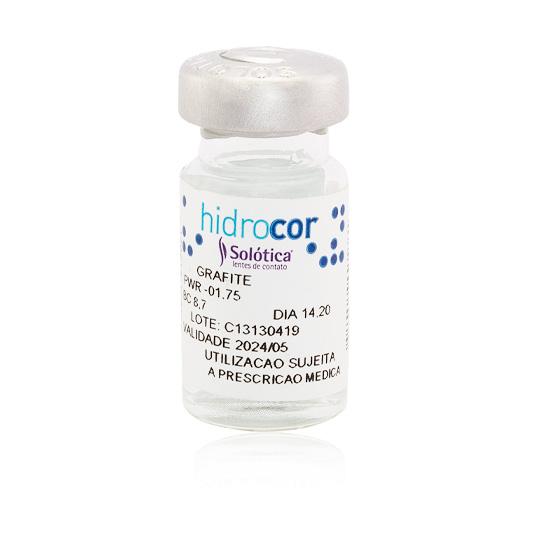 hidrocor
Solótica®
lentes de contato
GRAFITE
PWR -01.75
BC 8,7
DIA 14.20
LOTE: C13130419
VALIDADE 2024/05
UTILIZACAO SUJEITA
A PRESCRICAO MEDICA